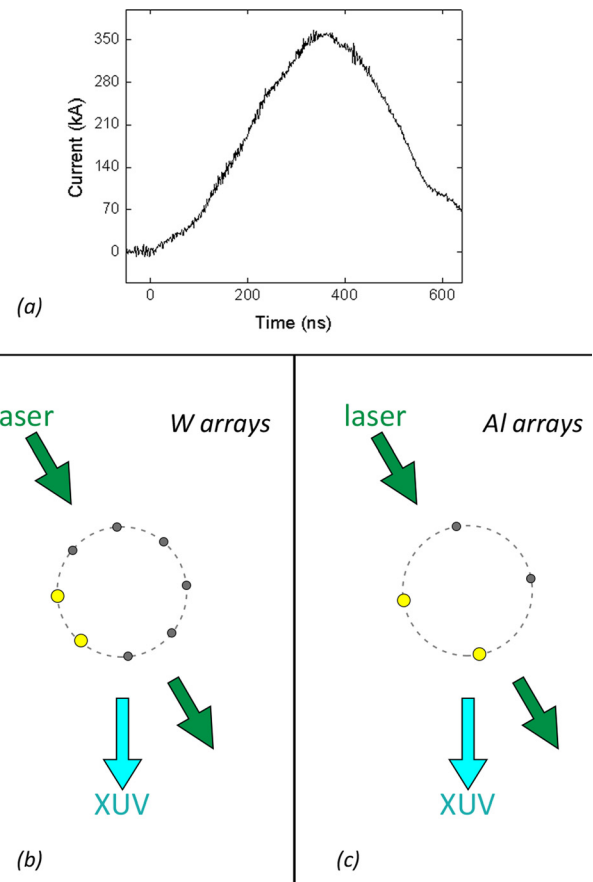 350
280
210
140
70
0
Current (kA)
0 200 400 600
Time (ns)
(a)
aser
W arrays
XUV
(b)
laser
Al arrays
XUV
(c)